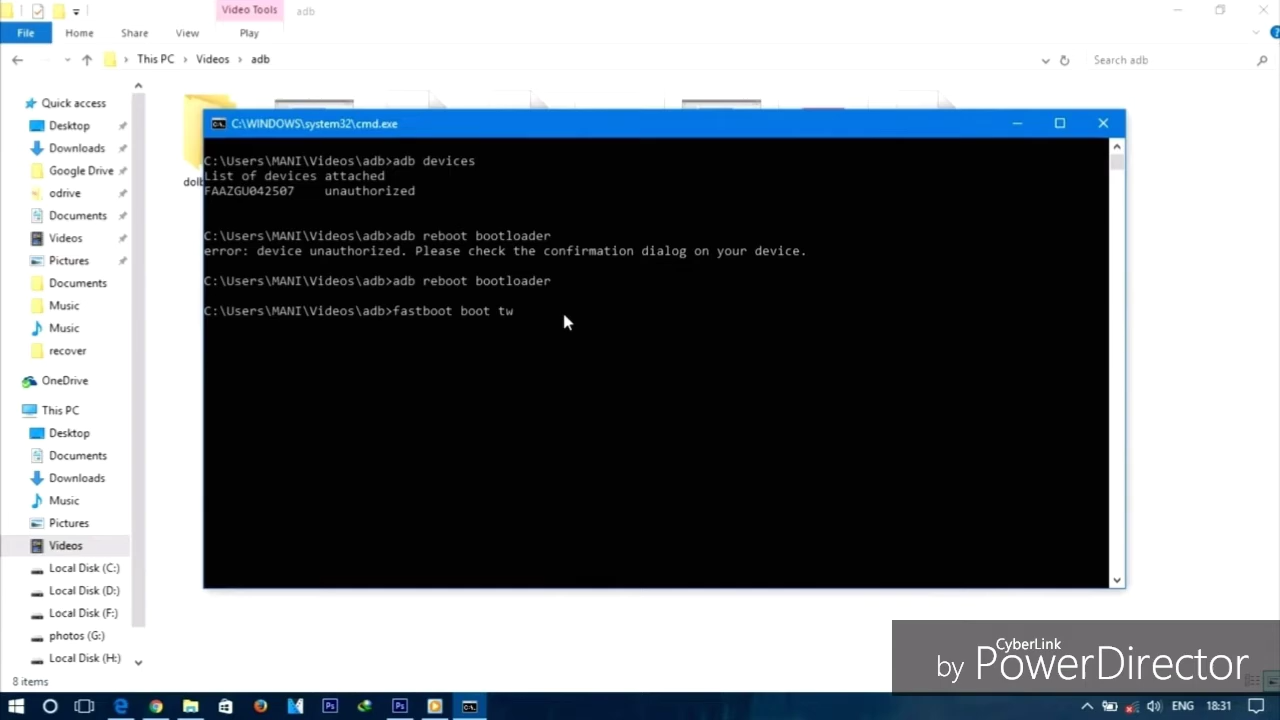 Video Tools
adb
File
Home
Share
View
Play
This PC
Videos
adb
Search adb
Quick access
Desktop
Downloads
Google Drive
odrive
Documents
Videos
Pictures
Documents
Music
Music
recover
OneDrive
This PC
Desktop
Documents
Downloads
Music
Pictures
Videos
Local Disk (C:)
Local Disk (D:)
Local Disk (F:)
photos (G:)
Local Disk (H:)
8 items
C:\WINDOWS\system32\cmd.exe
C:\Users\MANI\Videos\adb>adb devices
List of devices attached
FAAZGU042507 unauthorized
C:\Users\MANI\Videos\adb>adb reboot bootloader
error: device unauthorized. Please check the confirmation dialog on your device.
C:\Users\MANI\Videos\adb>adb reboot bootloader
C:\Users\MANI\Videos\adb>fastboot boot tw
CyberLink
by PowerDirector
ENG
18:31